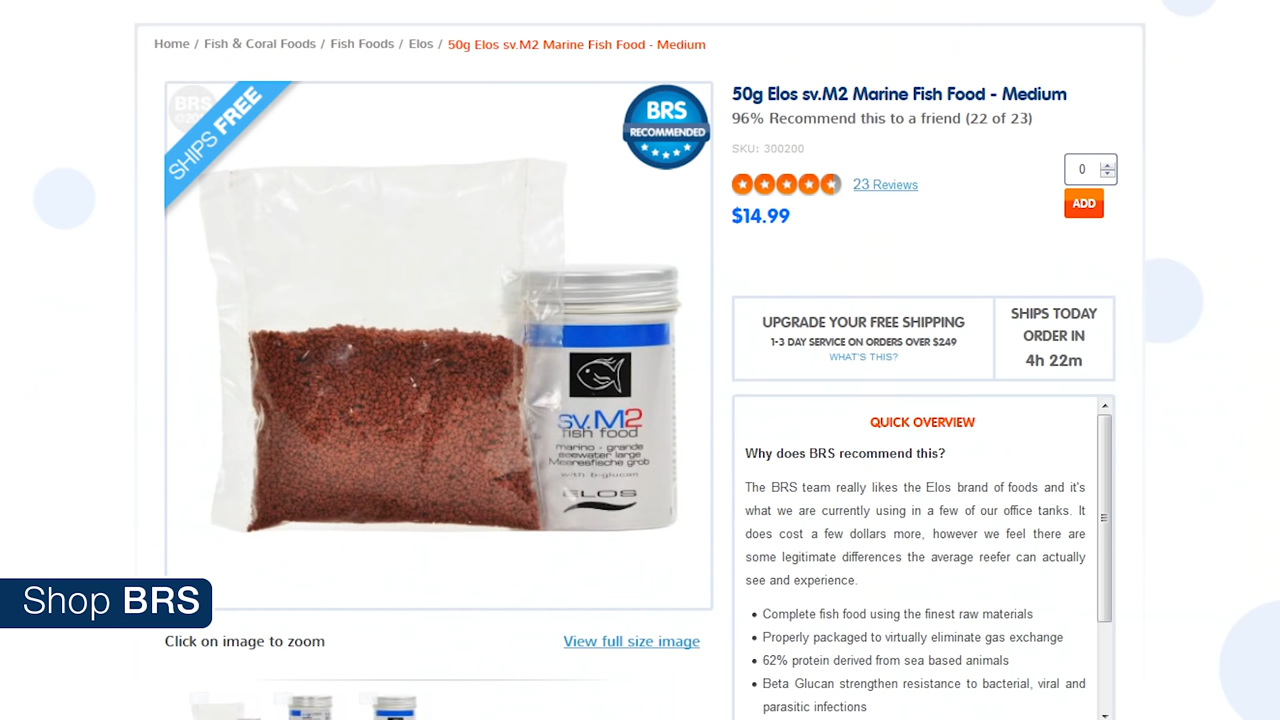 Home / Fish & Coral Foods / Fish Foods / Elos / 50g Elos sv.M2 Marine Fish Food - Medium
BRS
SHIPS FREE
BRS
RECOMMENDED
sv.M2
fish food
marino - grande
seewater large
Meeresfische grob
with b-glucan
ELOS
Click on image to zoom
View full size image
50g Elos sv.M2 Marine Fish Food - Medium
96% Recommend this to a friend (22 of 23)
SKU: 300200
23 Reviews
$14.99
0
ADD
UPGRADE YOUR FREE SHIPPING
1-3 DAY SERVICE ON ORDERS OVER $249
WHAT'S THIS?
SHIPS TODAY
ORDER IN
4h 22m
QUICK OVERVIEW
Why does BRS recommend this?
The BRS team really likes the Elos brand of foods and it's
what we are currently using in a few of our office tanks. It
does cost a few dollars more, however we feel there are
some legitimate differences the average reefer can actually
see and experience.
• Complete fish food using the finest raw materials
• Properly packaged to virtually eliminate gas exchange
• 62% protein derived from sea based animals
• Beta Glucan strengthen resistance to bacterial, viral and
parasitic infections
Shop BRS